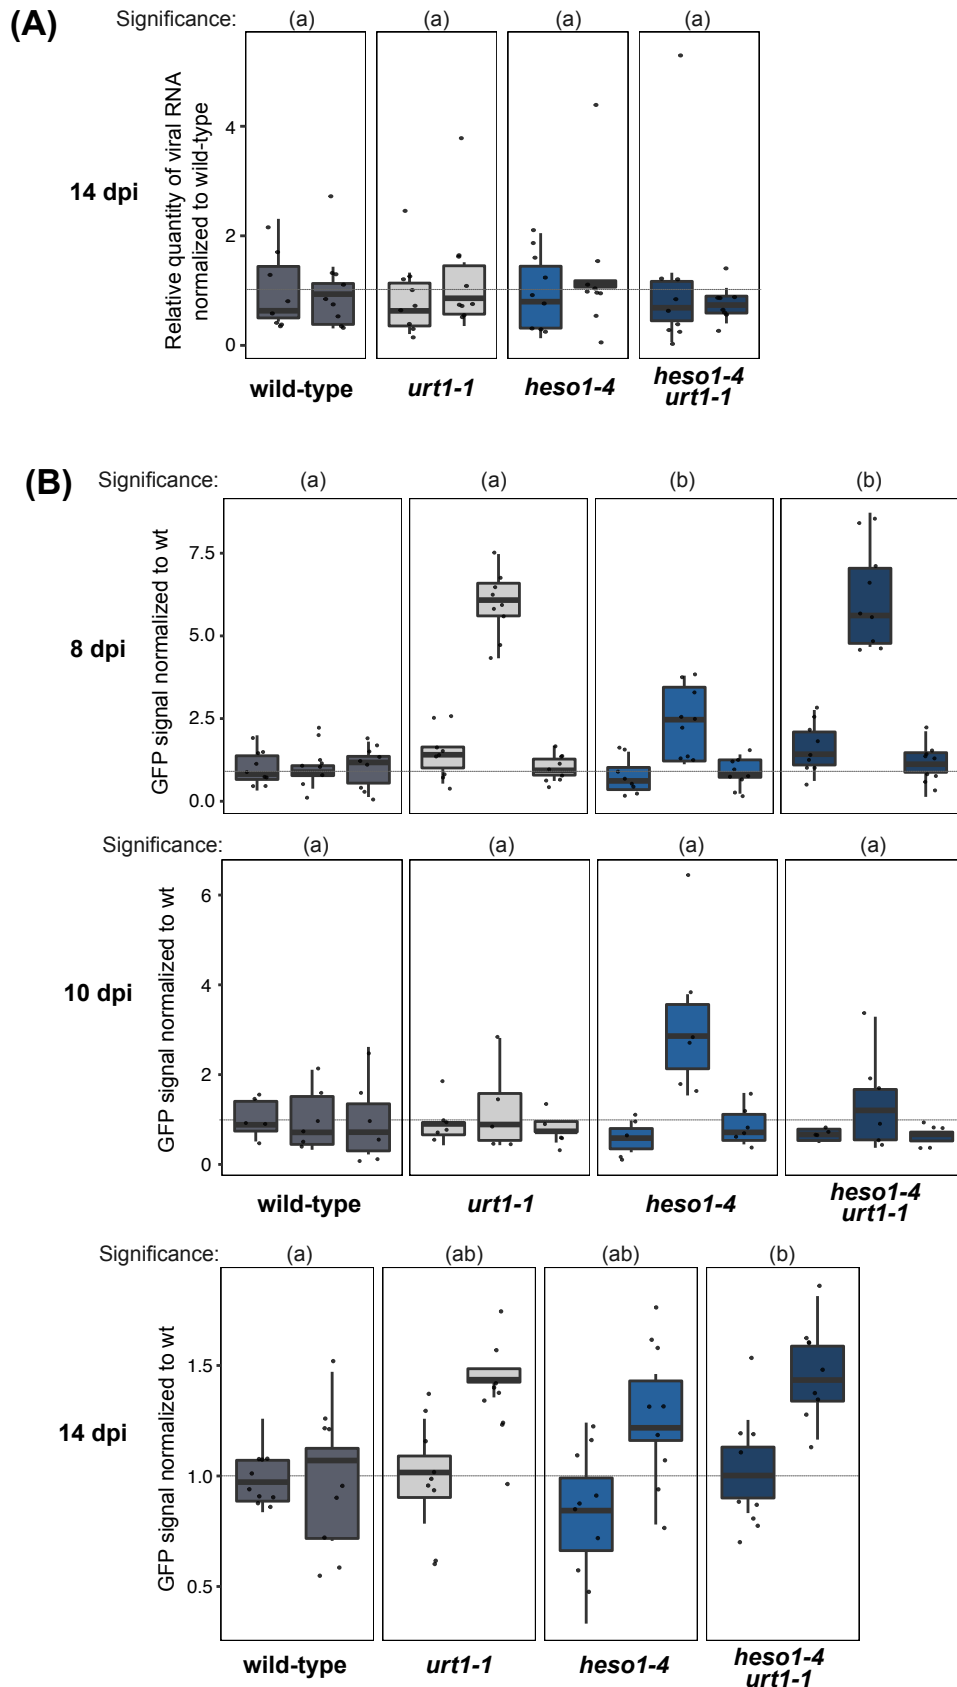 (A)
Significance: (a) (a) (a) (a)
14 dpi
Relative quantity of viral RNA
normalized to wild-type
4
2
0
wild-type urt1-1 heso1-4 heso1-4
urt1-1
(B)
Significance: (a) (a) (b) (b)
8 dpi
GFP signal normalized to wt
7.5
5.0
2.5
0.0
Significance: (a) (a) (a) (a)
10 dpi
GFP signal normalized to wt
6
4
2
0
wild-type urt1-1 heso1-4 heso1-4
urt1-1
Significance: (a) (ab) (ab) (b)
14 dpi
GFP signal normalized to wt
1.5
1.0
0.5
wild-type urt1-1 heso1-4 heso1-4
urt1-1